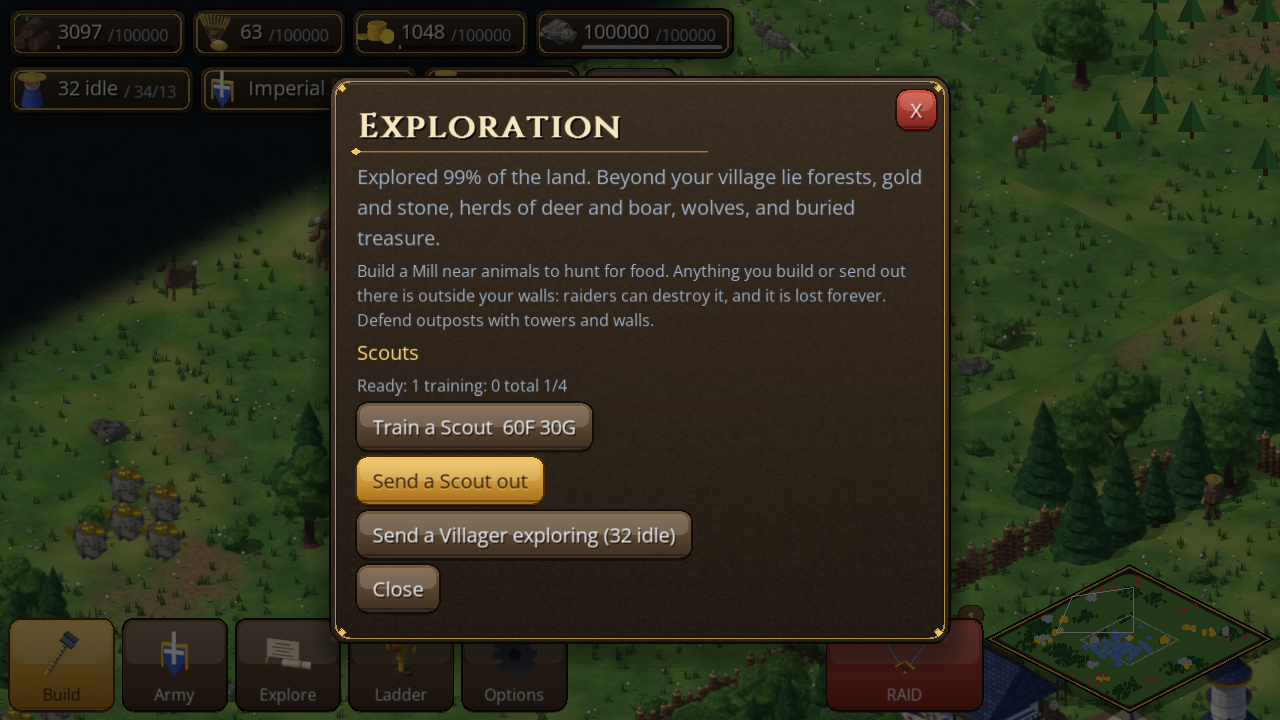 3097 /100000
63 /100000
1048 /100000
100000 /100000
32 idle / 34/13
Imperial
EXPLORATION
X
Explored 99% of the land. Beyond your village lie forests, gold
and stone, herds of deer and boar, wolves, and buried
treasure.
Build a Mill near animals to hunt for food. Anything you build or send out
there is outside your walls: raiders can destroy it, and it is lost forever.
Defend outposts with towers and walls.
Scouts
Ready: 1 training: 0 total 1/4
Train a Scout 60F 30G
Send a Scout out
Send a Villager exploring (32 idle)
Close
Build
Army
Explore
Ladder
Options
RAID